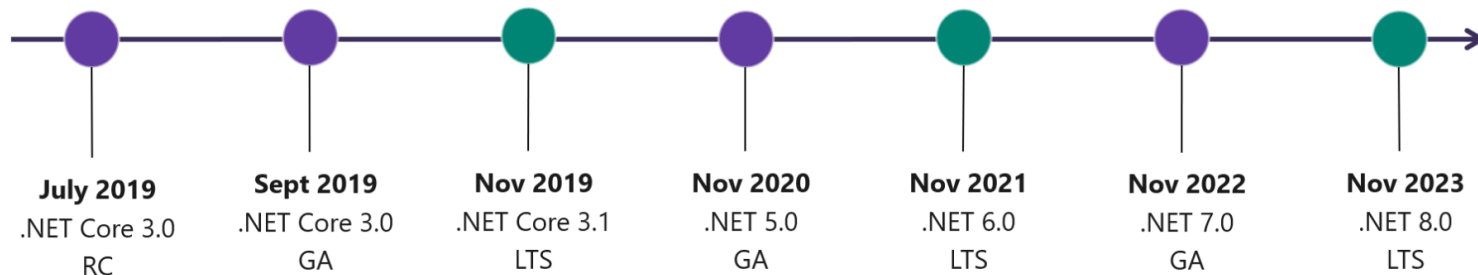 July 2019
.NET Core 3.0
RC
Sept 2019
.NET Core 3.0
GA
Nov 2019
.NET Core 3.1
LTS
Nov 2020
.NET 5.0
GA
Nov 2021
.NET 6.0
LTS
Nov 2022
.NET 7.0
GA
Nov 2023
.NET 8.0
LTS